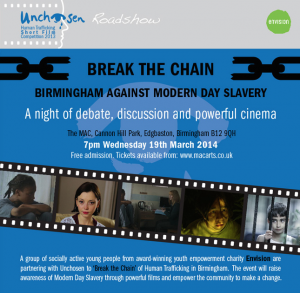 Unchosen
Roadshow
Human Trafficking
Short Film
Competition 2013
envision
BREAK THE CHAIN
BIRMINGHAM AGAINST MODERN DAY SLAVERY
A night of debate, discussion and powerful cinema
The MAC, Cannon Hill Park, Edgbaston, Birmingham B12 9QH
7pm Wednesday 19th March 2014
Free admission, Tickets available from: www.macarts.co.uk
A group of socially active young people from award-winning youth empowerment charity Envision are
partnering with Unchosen to 'Break the Chain' of Human Trafficking in Birmingham. The event will raise
awareness of Modern Day Slavery through powerful films and empower the community to make a change.